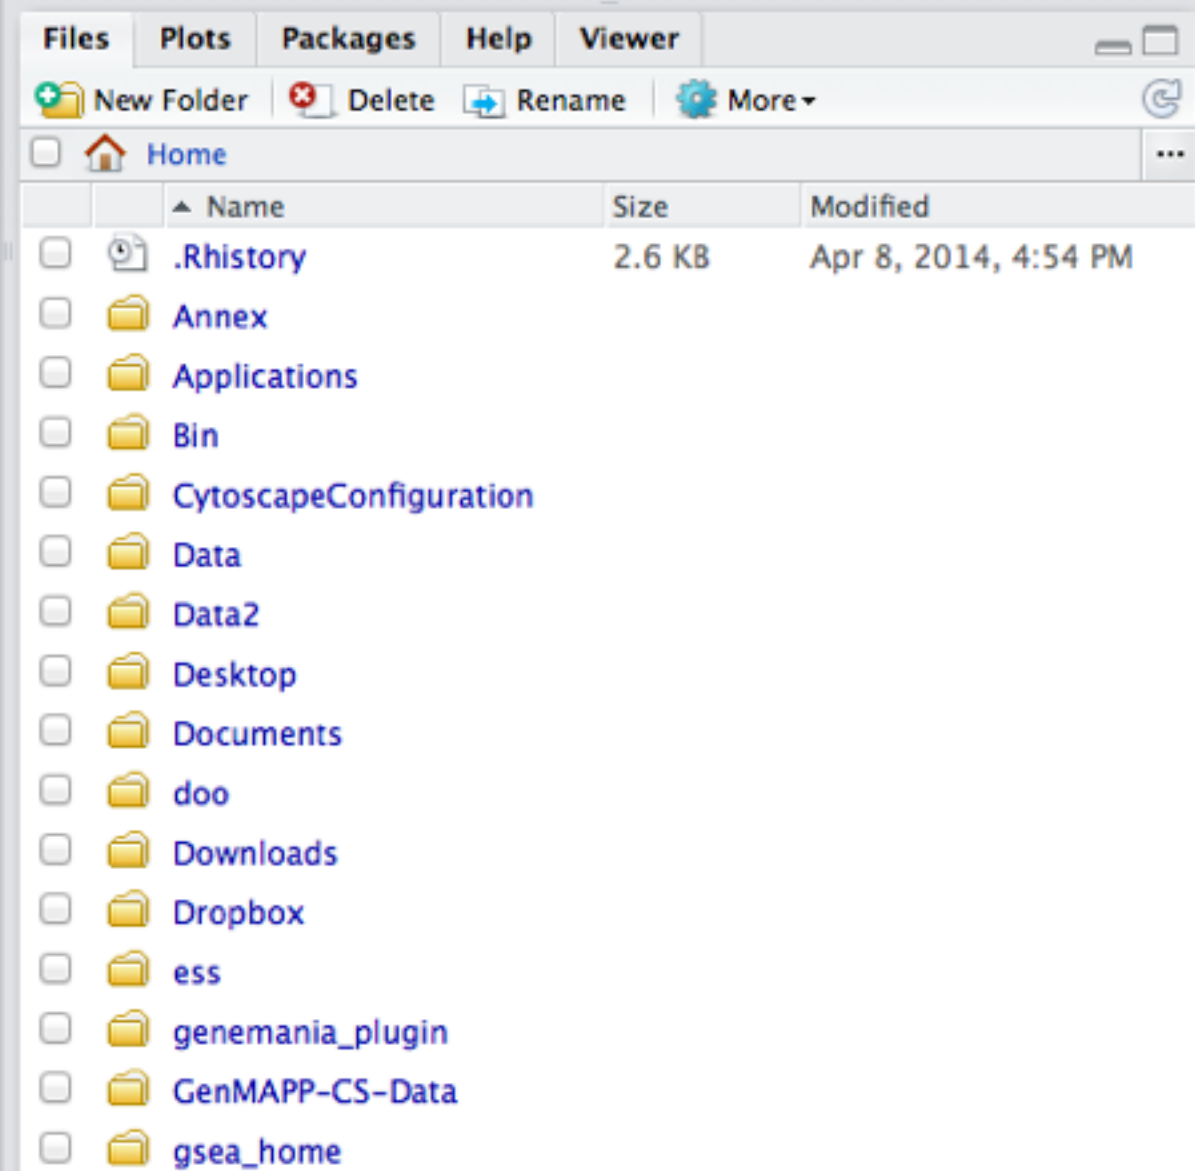 Files Plots Packages Help Viewer
New Folder Delete Rename More
Home ...
Name Size Modified
.Rhistory 2.6 KB Apr 8, 2014, 4:54 PM
Annex
Applications
Bin
CytoscapeConfiguration
Data
Data2
Desktop
Documents
doo
Downloads
Dropbox
ess
genemania_plugin
GenMAPP-CS-Data
gsea_home